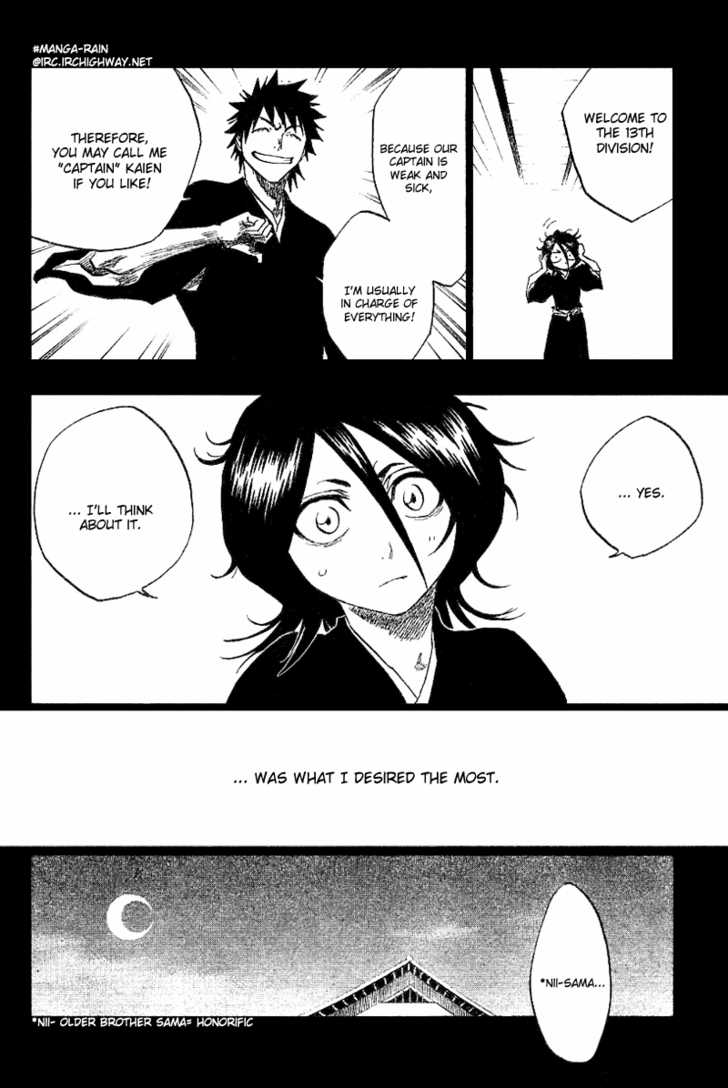 #MANGA-RAIN
@IRC.IRCHIGHWAY.NET
WELCOME TO
THE 13TH
DIVISION!
BECAUSE OUR
CAPTAIN IS
WEAK AND
SICK,
I'M USUALLY
IN CHARGE OF
EVERYTHING!
THEREFORE,
YOU MAY CALL ME
"CAPTAIN" KAIEN
IF YOU LIKE!
... YES.
... I'LL THINK
ABOUT IT.
... WAS WHAT I DESIRED THE MOST.
*NII-SAMA...
*NII- OLDER BROTHER SAMA= HONORIFIC